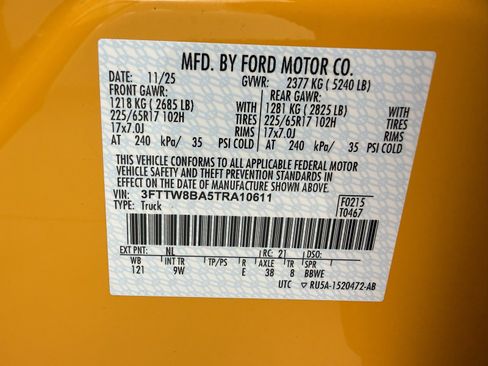 MFD. BY FORD MOTOR CO.
DATE: 11/25 GVWR: 2377 KG ( 5240 LB)
FRONT GAWR: REAR GAWR:
1218 KG ( 2685 LB) WITH 1281 KG ( 2825 LB) WITH
225/65R17 102H TIRES 225/65R17 102H TIRES
17x7.0J RIMS 17x7.0J RIMS
AT 240 kPa/ 35 PSI COLD AT 240 kPa/ 35 PSI COLD
THIS VEHICLE CONFORMS TO ALL APPLICABLE FEDERAL MOTOR
VEHICLE SAFETY AND THEFT PREVENTION STANDARDS IN
EFFECT ON THE DATE OF MANUFACTURE SHOWN ABOVE.
VIN: 3FTTW8BA5TRA10611 F0215
TYPE: Truck T0467
EXT PNT: NL RC: 21 DSO:
WB INT TR TP/PS R AXLE TR S
121 9W E 38 8 BBWE
UTC ▽ RU5A-1520472-AB